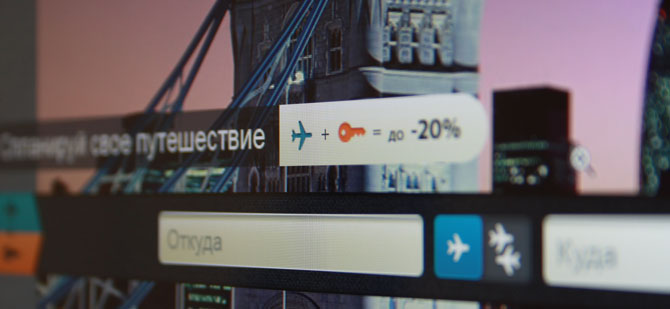 Спланируй свое путешествие + = до -20%
Откуда Куда